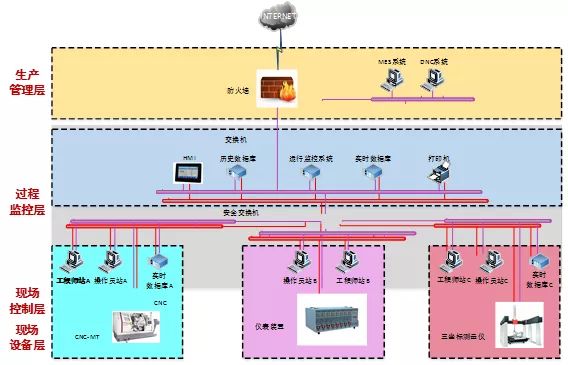 INTERNET
生产
管理层
防火墙
MES系统
DNC系统
交换机
HMI
历史数据库
运行监控系统
实时数据库
打印机
过程
监控层
安全交换机
工程师站A
操作员站A
实时
数据库A
操作员站B
工程师站B
工程师站C
操作员站C
实时
数据库C
现场
控制层
现场
设备层
CNC
CNC-MT
仪表装置
三坐标测云仪